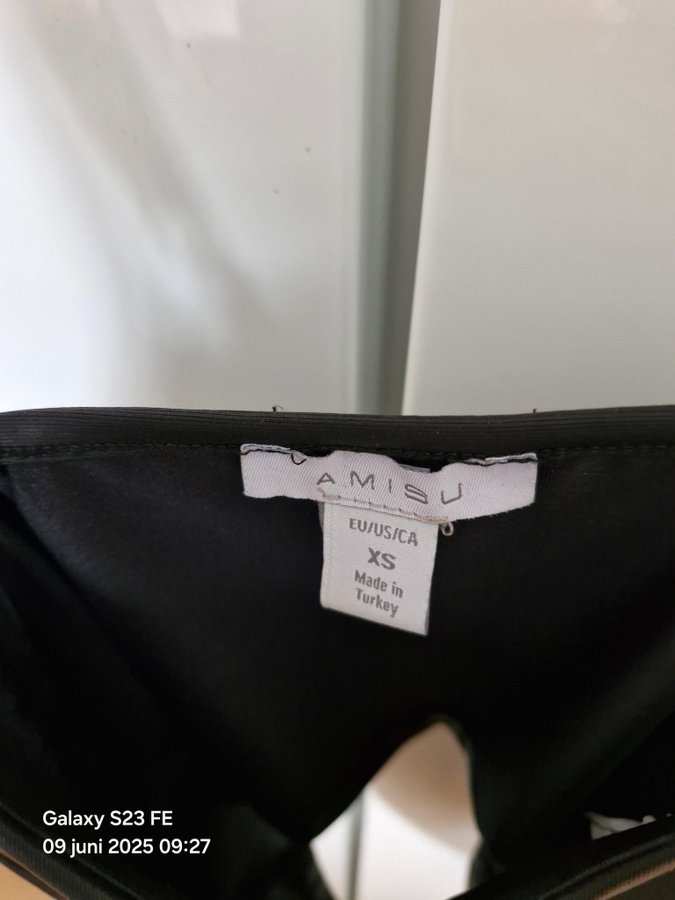 AMISU
EU/US/CA
XS
Made in
Turkey
Galaxy S23 FE
09 juni 2025 09:27